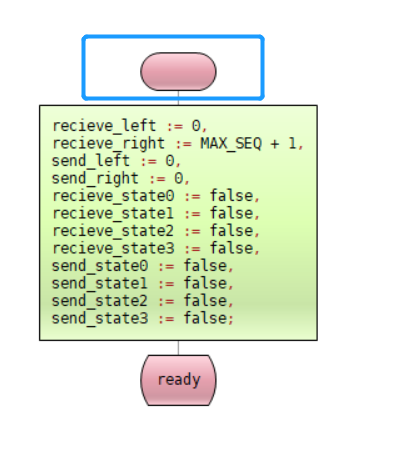 recieve_left := 0,
recieve_right := MAX_SEQ + 1,
send_left := 0,
send_right := 0,
recieve_state0 := false,
recieve_state1 := false,
recieve_state2 := false,
recieve_state3 := false,
send_state0 := false,
send_state1 := false,
send_state2 := false,
send_state3 := false;
ready